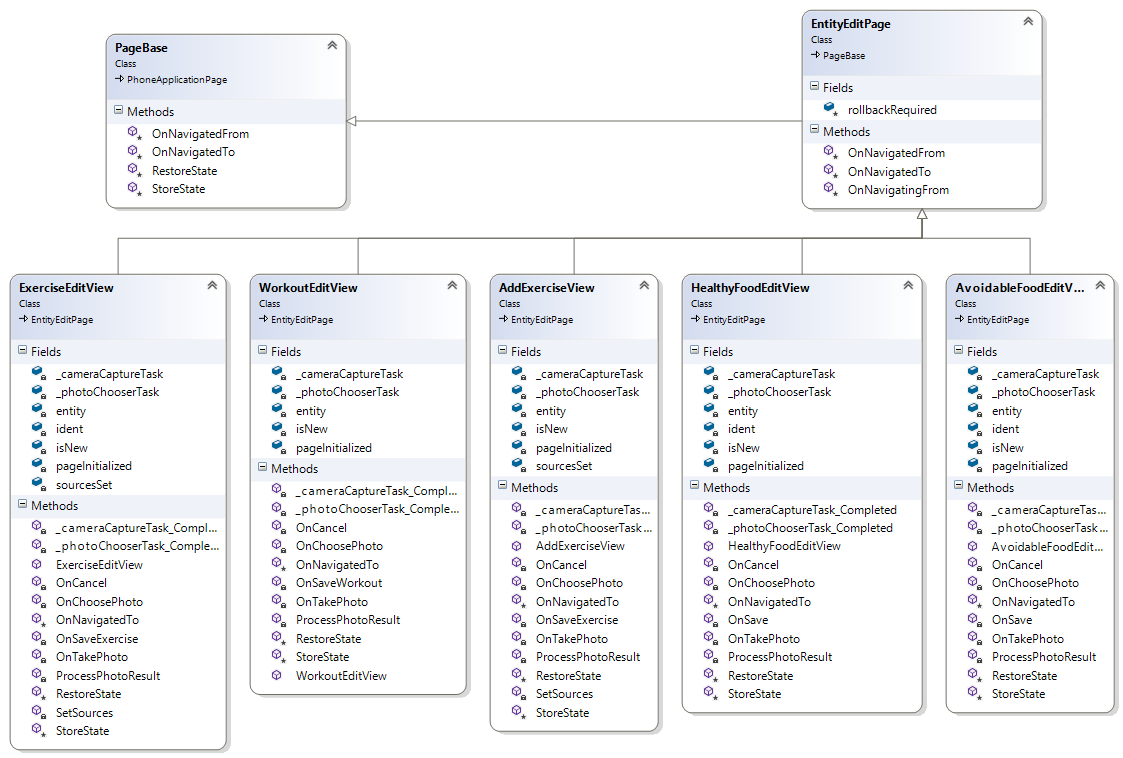 PageBase
Class
PhoneApplicationPage
Methods
OnNavigatedFrom
OnNavigatedTo
RestoreState
StoreState
EntityEditPage
Class
PageBase
Fields
rollbackRequired
Methods
OnNavigatedFrom
OnNavigatedTo
OnNavigatingFrom
ExerciseEditView
Class
EntityEditPage
Fields
_cameraCaptureTask
_photoChooserTask
entity
ident
isNew
pageInitialized
sourcesSet
Methods
_cameraCaptureTask_Compl...
_photoChooserTask_Comple...
ExerciseEditView
OnCancel
OnChoosePhoto
OnNavigatedTo
OnSaveExercise
OnTakePhoto
ProcessPhotoResult
RestoreState
SetSources
StoreState
WorkoutEditView
Class
EntityEditPage
Fields
_cameraCaptureTask
_photoChooserTask
entity
isNew
pageInitialized
Methods
_cameraCaptureTask_Compl...
_photoChooserTask_Comple...
OnCancel
OnChoosePhoto
OnNavigatedTo
OnSaveWorkout
OnTakePhoto
ProcessPhotoResult
RestoreState
StoreState
WorkoutEditView
AddExerciseView
Class
EntityEditPage
Fields
_cameraCaptureTask
_photoChooserTask
entity
isNew
pageInitialized
sourcesSet
Methods
_cameraCaptureTas...
_photoChooserTask...
AddExerciseView
OnCancel
OnChoosePhoto
OnNavigatedTo
OnSaveExercise
OnTakePhoto
ProcessPhotoResult
RestoreState
SetSources
StoreState
HealthyFoodEditView
Class
EntityEditPage
Fields
_cameraCaptureTask
_photoChooserTask
entity
ident
isNew
pageInitialized
Methods
_cameraCaptureTask_Completed
_photoChooserTask_Completed
HealthyFoodEditView
OnCancel
OnChoosePhoto
OnNavigatedTo
OnSave
OnTakePhoto
ProcessPhotoResult
RestoreState
StoreState
AvoidableFoodEditV...
Class
EntityEditPage
Fields
_cameraCaptureTask
_photoChooserTask
entity
ident
isNew
pageInitialized
Methods
_cameraCaptureTas...
_photoChooserTask...
AvoidableFoodEdit...
OnCancel
OnChoosePhoto
OnNavigatedTo
OnSave
OnTakePhoto
ProcessPhotoResult
RestoreState
StoreState